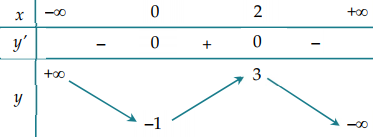 x −∞ 0 2 +∞
y′ − 0 + 0 −
+∞ 3
y
−1 −∞